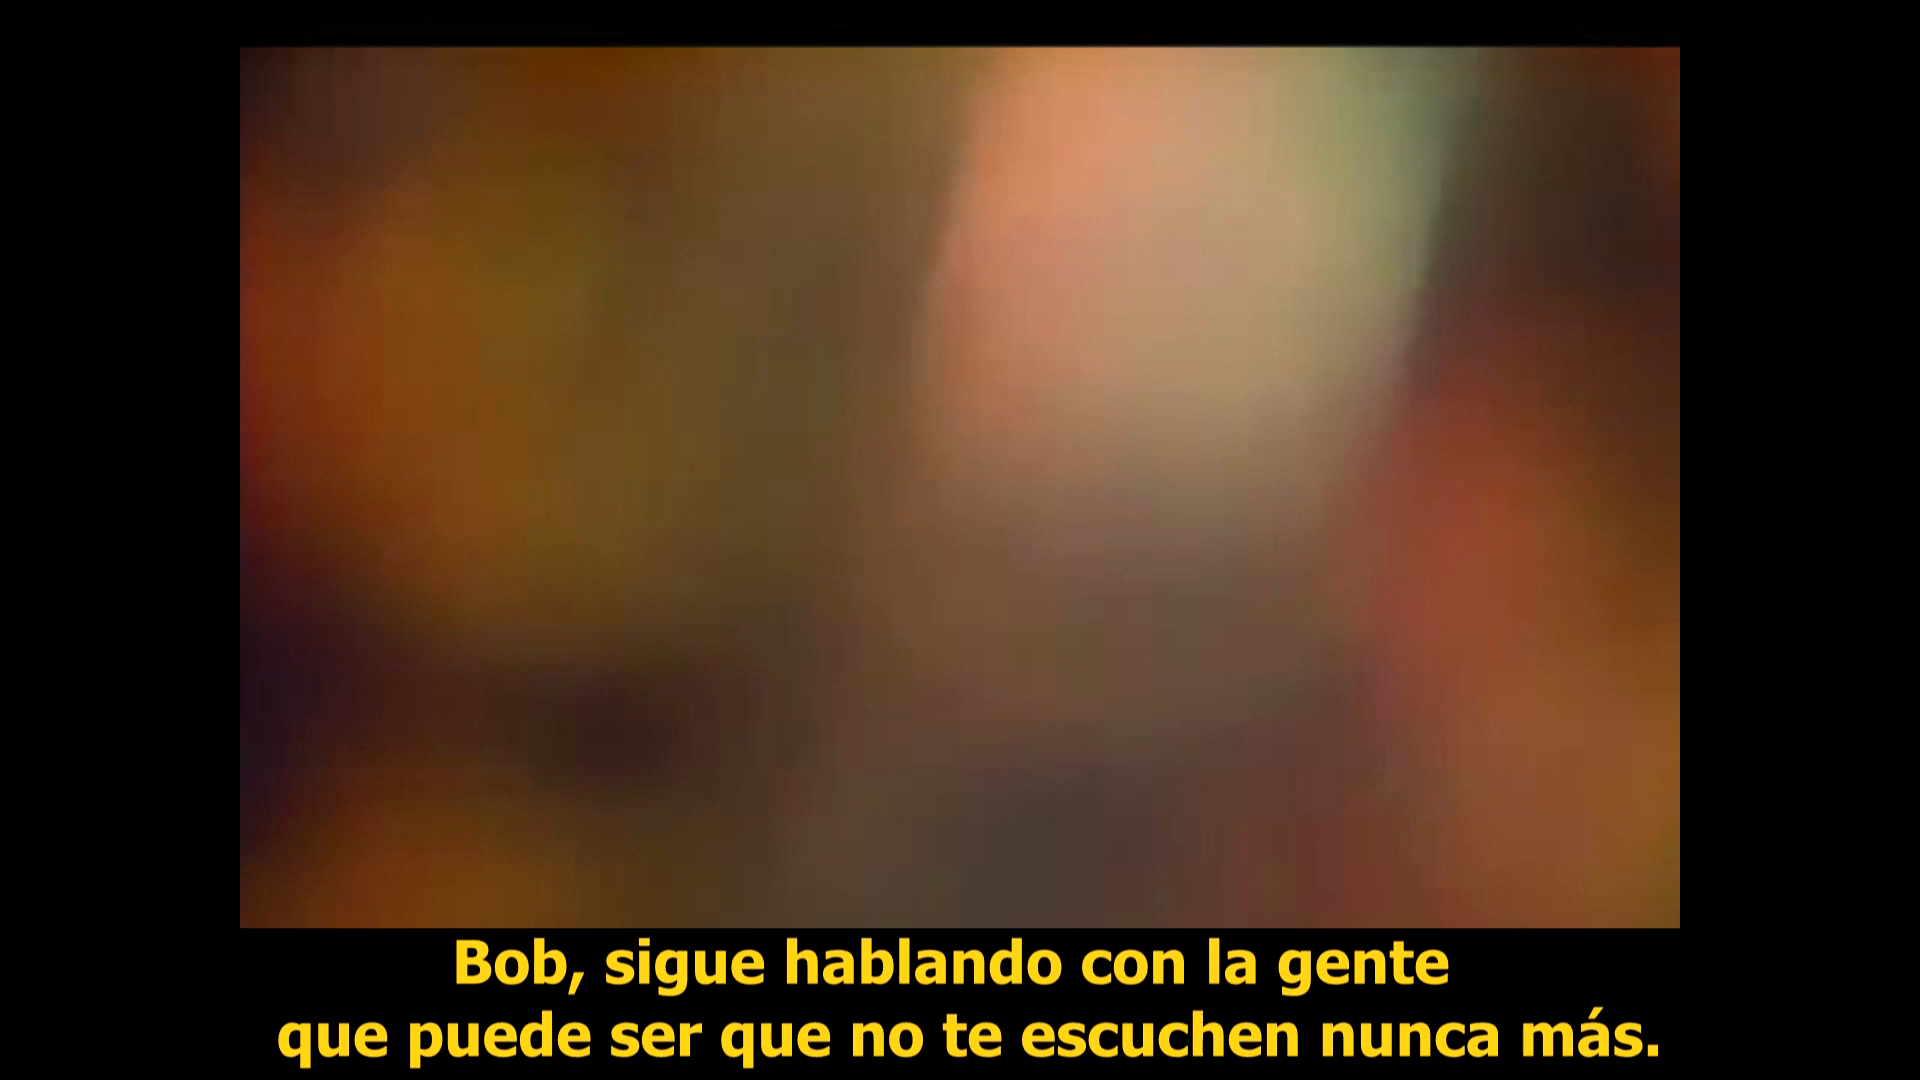 Bob, sigue hablando con la gente
que puede ser que no te escuchen nunca más.